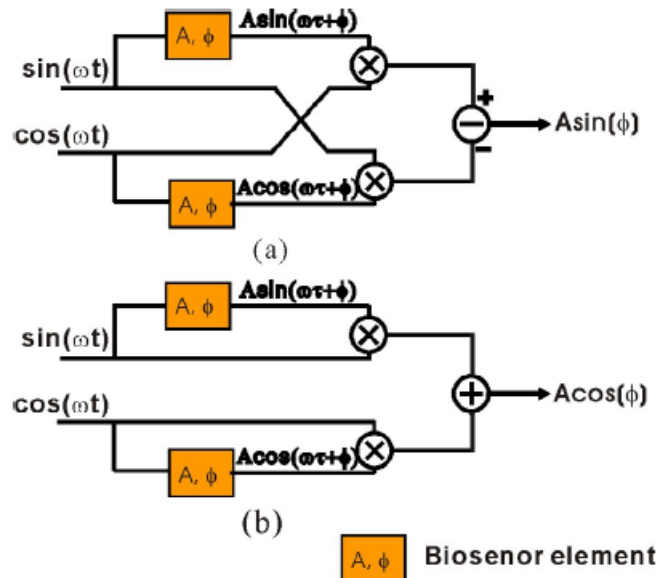 Asin(ωτ+ϕ)
A, ϕ
sin(ωt)
cos(ωt)
A, ϕ
Acos(ωτ+ϕ)
+
−
−
Asin(ϕ)
(a)
Asin(ωτ+ϕ)
A, ϕ
sin(ωt)
cos(ωt)
A, ϕ
Acos(ωτ+ϕ)
+
Acos(ϕ)
(b)
A, ϕ Biosenor element